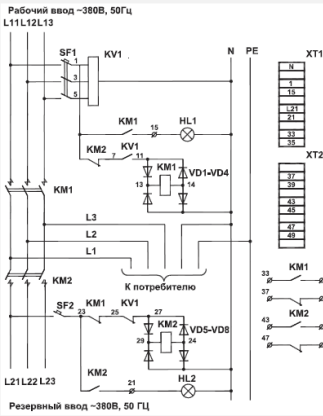 Рабочий ввод ~380В, 50Гц
L11 L12 L13
N PE
XT1
SF1
KV1
1
3
5
N
1
15
L21
21
33
35
KM1
15
HL1
KM2
7
KV1
11
KM1
VD1-VD4
13
14
XT2
37
39
43
45
47
49
KM1
L3
L2
L1
К потребителю
KM2
33
KM1
37
43
KM2
47
SF2
23
KM1
25
KV1
27
KM2
VD5-VD8
29
24
KM2
21
HL2
L21 L22 L23
Резервный ввод ~380В, 50 ГЦ